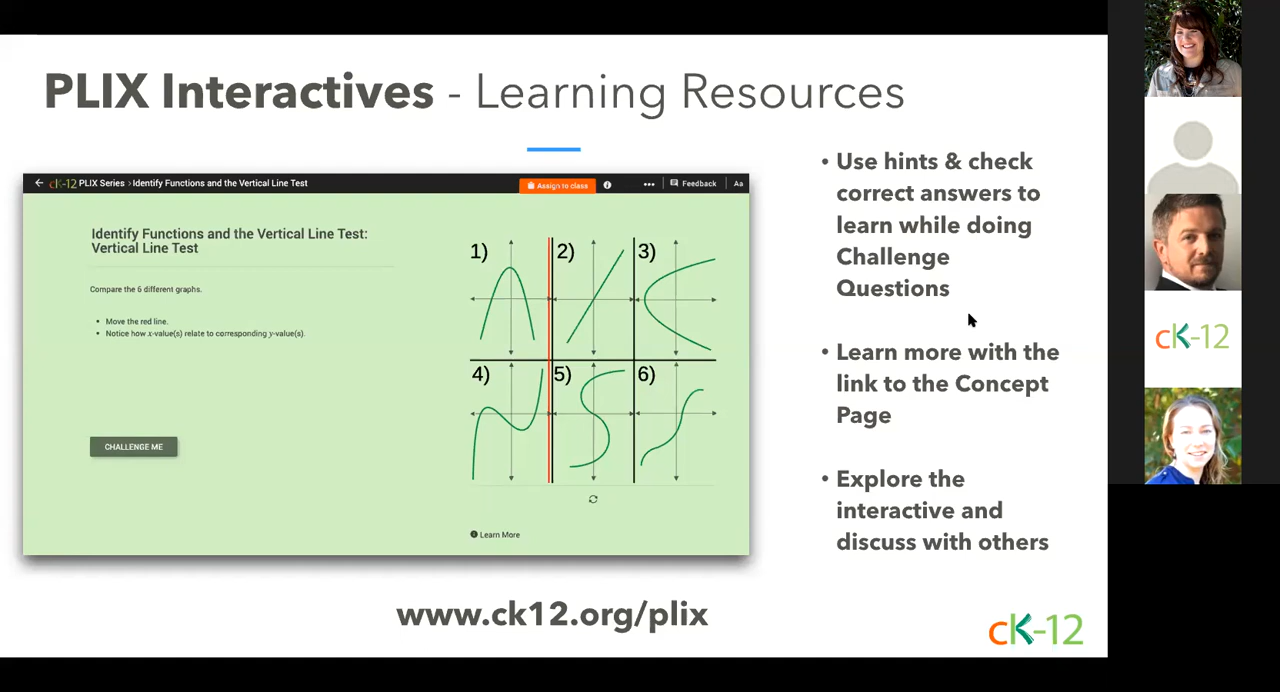 PLIX Interactives - Learning Resources
← cK-12 PLIX Series > Identify Functions and the Vertical Line Test
Assign to class
••• Feedback Aa
Identify Functions and the Vertical Line Test:
Vertical Line Test
Compare the 6 different graphs.
• Move the red line.
• Notice how x-value(s) relate to corresponding y-value(s).
CHALLENGE ME
1) 2) 3)
4) 5) 6)
Learn More
• Use hints & check
correct answers to
learn while doing
Challenge
Questions
• Learn more with the
link to the Concept
Page
• Explore the
interactive and
discuss with others
www.ck12.org/plix
cK-12
cK-12